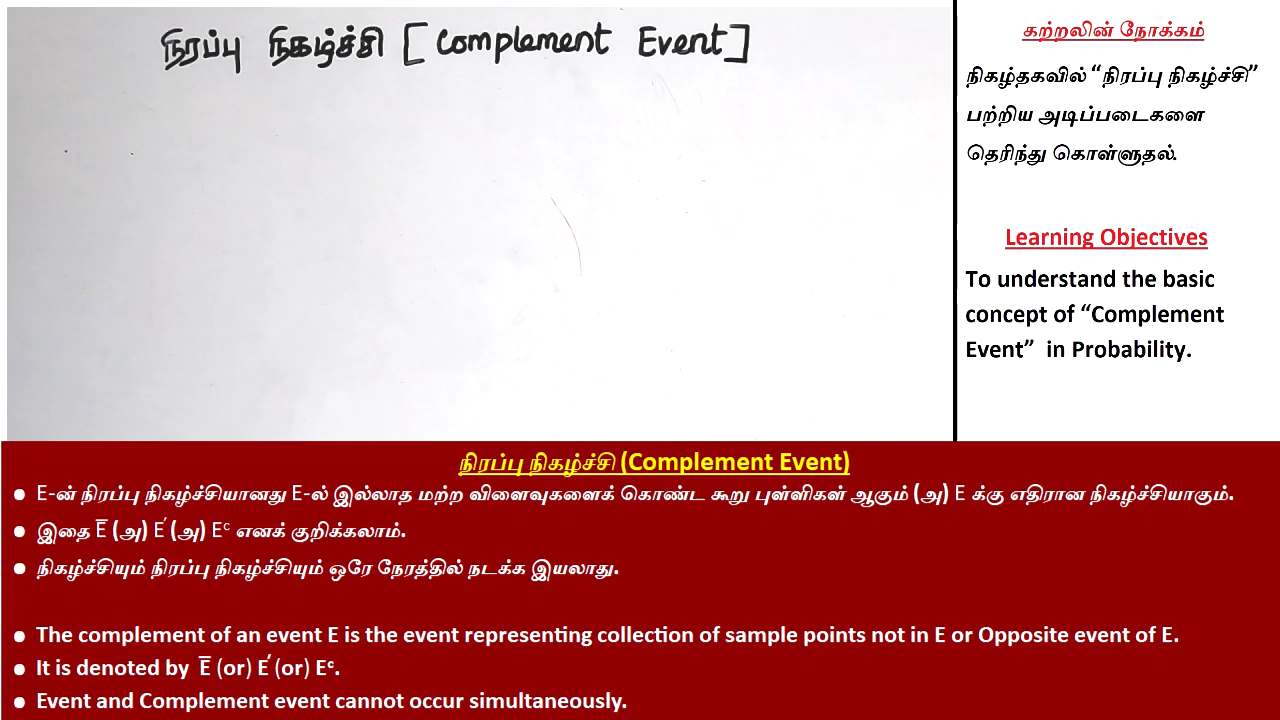 நிரப்பு நிகழ்ச்சி [Complement Event]
கற்றலின் நோக்கம்
நிகழ்தகவில் “நிரப்பு நிகழ்ச்சி”
பற்றிய அடிப்படைகளை
தெரிந்து கொள்ளுதல்.
Learning Objectives
To understand the basic
concept of “Complement
Event” in Probability.
நிரப்பு நிகழ்ச்சி (Complement Event)
● E-ன் நிரப்பு நிகழ்ச்சியானது E-ல் இல்லாத மற்ற விளைவுகளைக் கொண்ட கூறு புள்ளிகள் ஆகும் (அ) E க்கு எதிரான நிகழ்ச்சியாகும்.
● இதை E̅ (அ) E′ (அ) Eᶜ எனக் குறிக்கலாம்.
● நிகழ்ச்சியும் நிரப்பு நிகழ்ச்சியும் ஒரே நேரத்தில் நடக்க இயலாது.
● The complement of an event E is the event representing collection of sample points not in E or Opposite event of E.
● It is denoted by E̅ (or) E′ (or) Eᶜ.
● Event and Complement event cannot occur simultaneously.